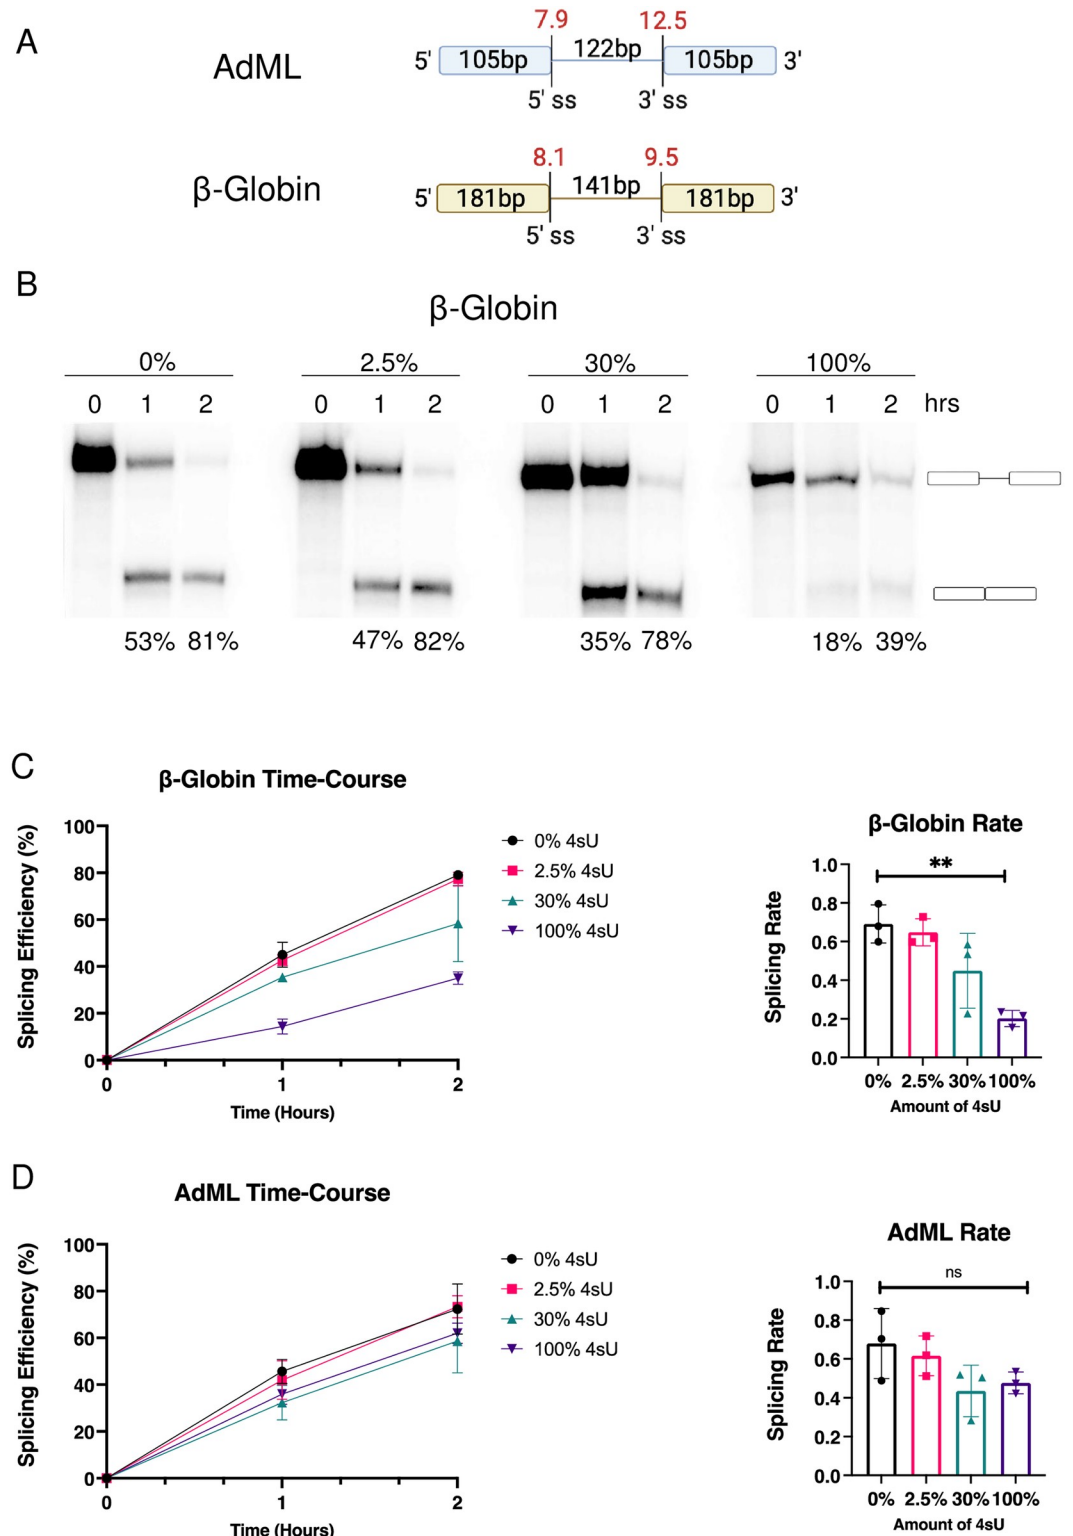 A
AdML
7.9 12.5
5' 105bp 122bp 105bp 3'
5' ss 3' ss
β-Globin
8.1 9.5
5' 181bp 141bp 181bp 3'
5' ss 3' ss
B
β-Globin
0% 2.5% 30% 100%
0 1 2 0 1 2 0 1 2 0 1 2 hrs
53% 81% 47% 82% 35% 78% 18% 39%
C
β-Globin Time-Course
Splicing Efficiency (%)
100
80
60
40
20
0
0 1 2
Time (Hours)
0% 4sU
2.5% 4sU
30% 4sU
100% 4sU
β-Globin Rate
**
Splicing Rate
1.0
0.8
0.6
0.4
0.2
0.0
0% 2.5% 30% 100%
Amount of 4sU
D
AdML Time-Course
Splicing Efficiency (%)
100
80
60
40
20
0
0 1 2
Time (Hours)
0% 4sU
2.5% 4sU
30% 4sU
100% 4sU
AdML Rate
ns
Splicing Rate
1.0
0.8
0.6
0.4
0.2
0.0
0% 2.5% 30% 100%
Amount of 4sU